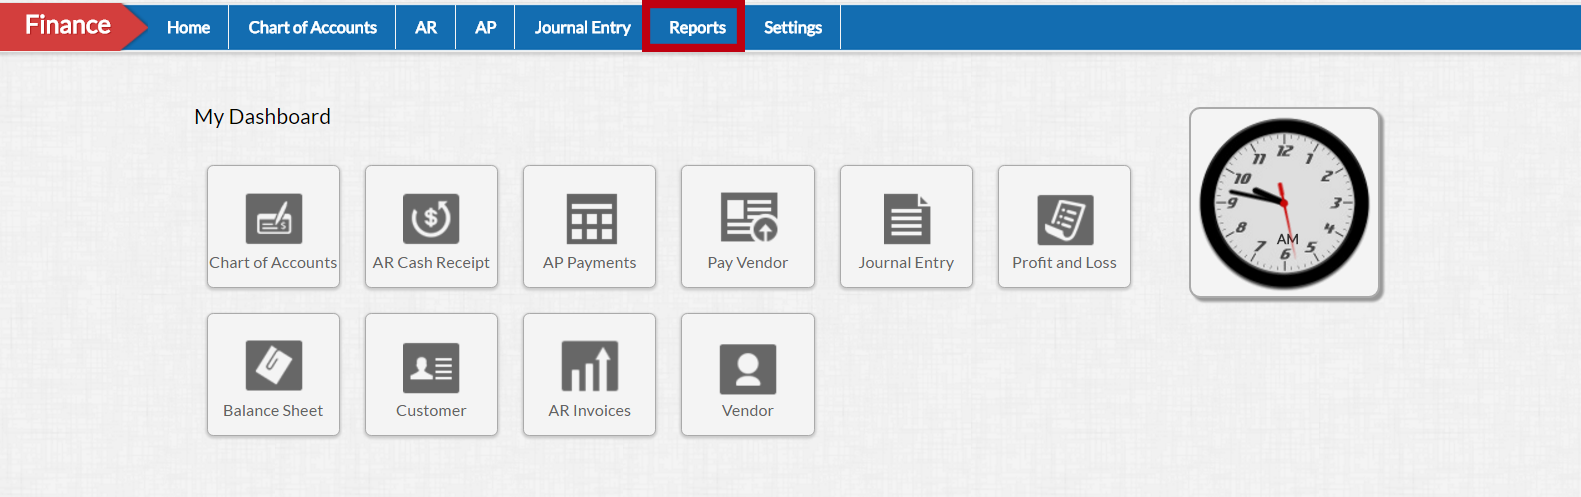 Finance Home Chart of Accounts AR AP Journal Entry Reports Settings
My Dashboard
Chart of Accounts AR Cash Receipt AP Payments Pay Vendor Journal Entry Profit and Loss
Balance Sheet Customer AR Invoices Vendor
12
1
2
3
4
5
6
7
8
9
10
11
AM